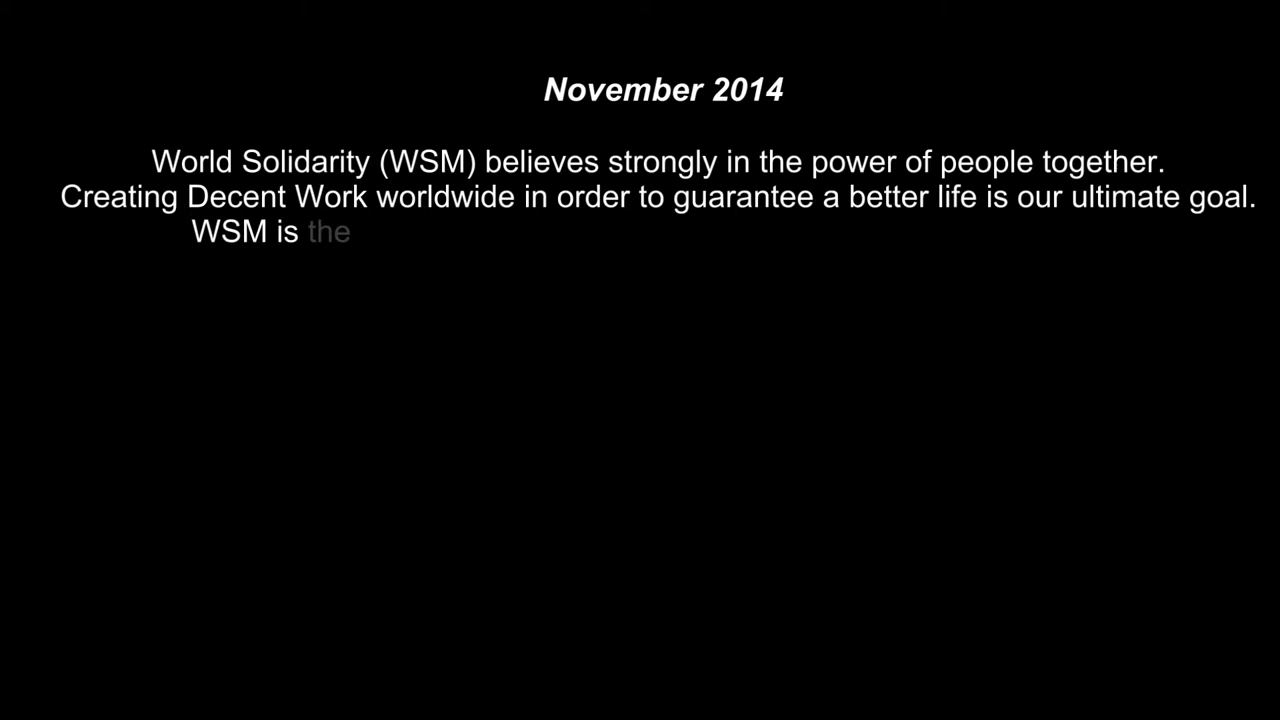 November 2014
World Solidarity (WSM) believes strongly in the power of people together.
Creating Decent Work worldwide in order to guarantee a better life is our ultimate goal.
WSM is the